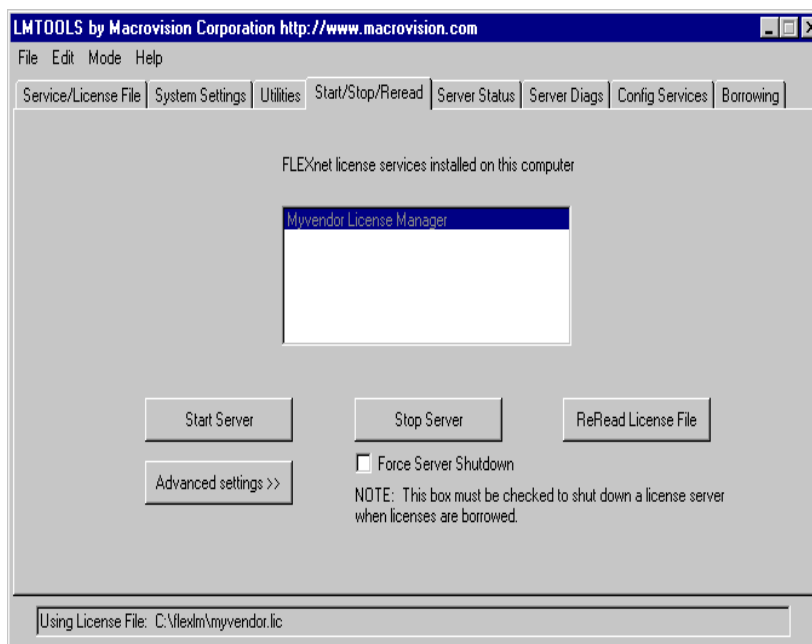 LMTOOLS by Macrovision Corporation http://www.macrovision.com
File Edit Mode Help
Service/License File System Settings Utilities Start/Stop/Reread Server Status Server Diags Config Services Borrowing
FLEXnet license services installed on this computer
Myvendor License Manager
Start Server Stop Server ReRead License File
Force Server Shutdown
Advanced settings >>
NOTE: This box must be checked to shut down a license server
when licenses are borrowed.
Using License File: C:\flexlm\myvendor.lic